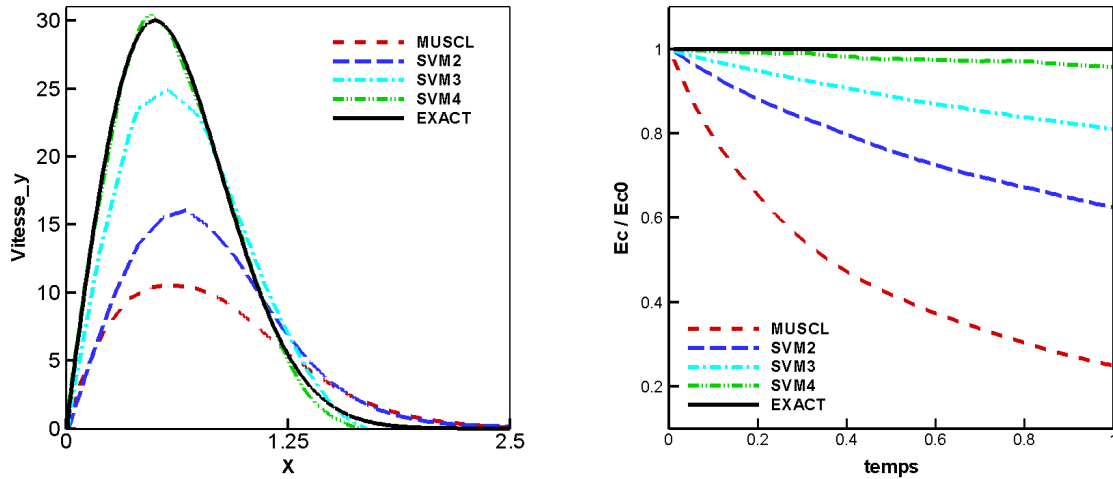 30
25
20
15
10
5
0
Vitesse_y
MUSCL
SVM2
SVM3
SVM4
EXACT
0
1.25
2.5
X
1
0.8
0.6
0.4
0.2
Ec / Ec0
MUSCL
SVM2
SVM3
SVM4
EXACT
0
0.2
0.4
0.6
0.8
1
temps